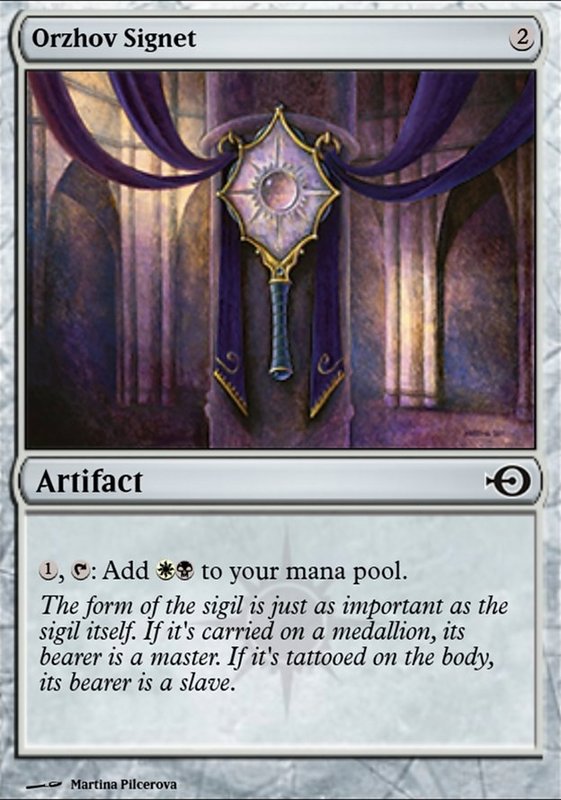 Orzhov Signet 2
Artifact
1, : Add to your mana pool.
The form of the sigil is just as important as the
sigil itself. If it's carried on a medallion, its
bearer is a master. If it's tattooed on the body,
its bearer is a slave.
Martina Pilcerova